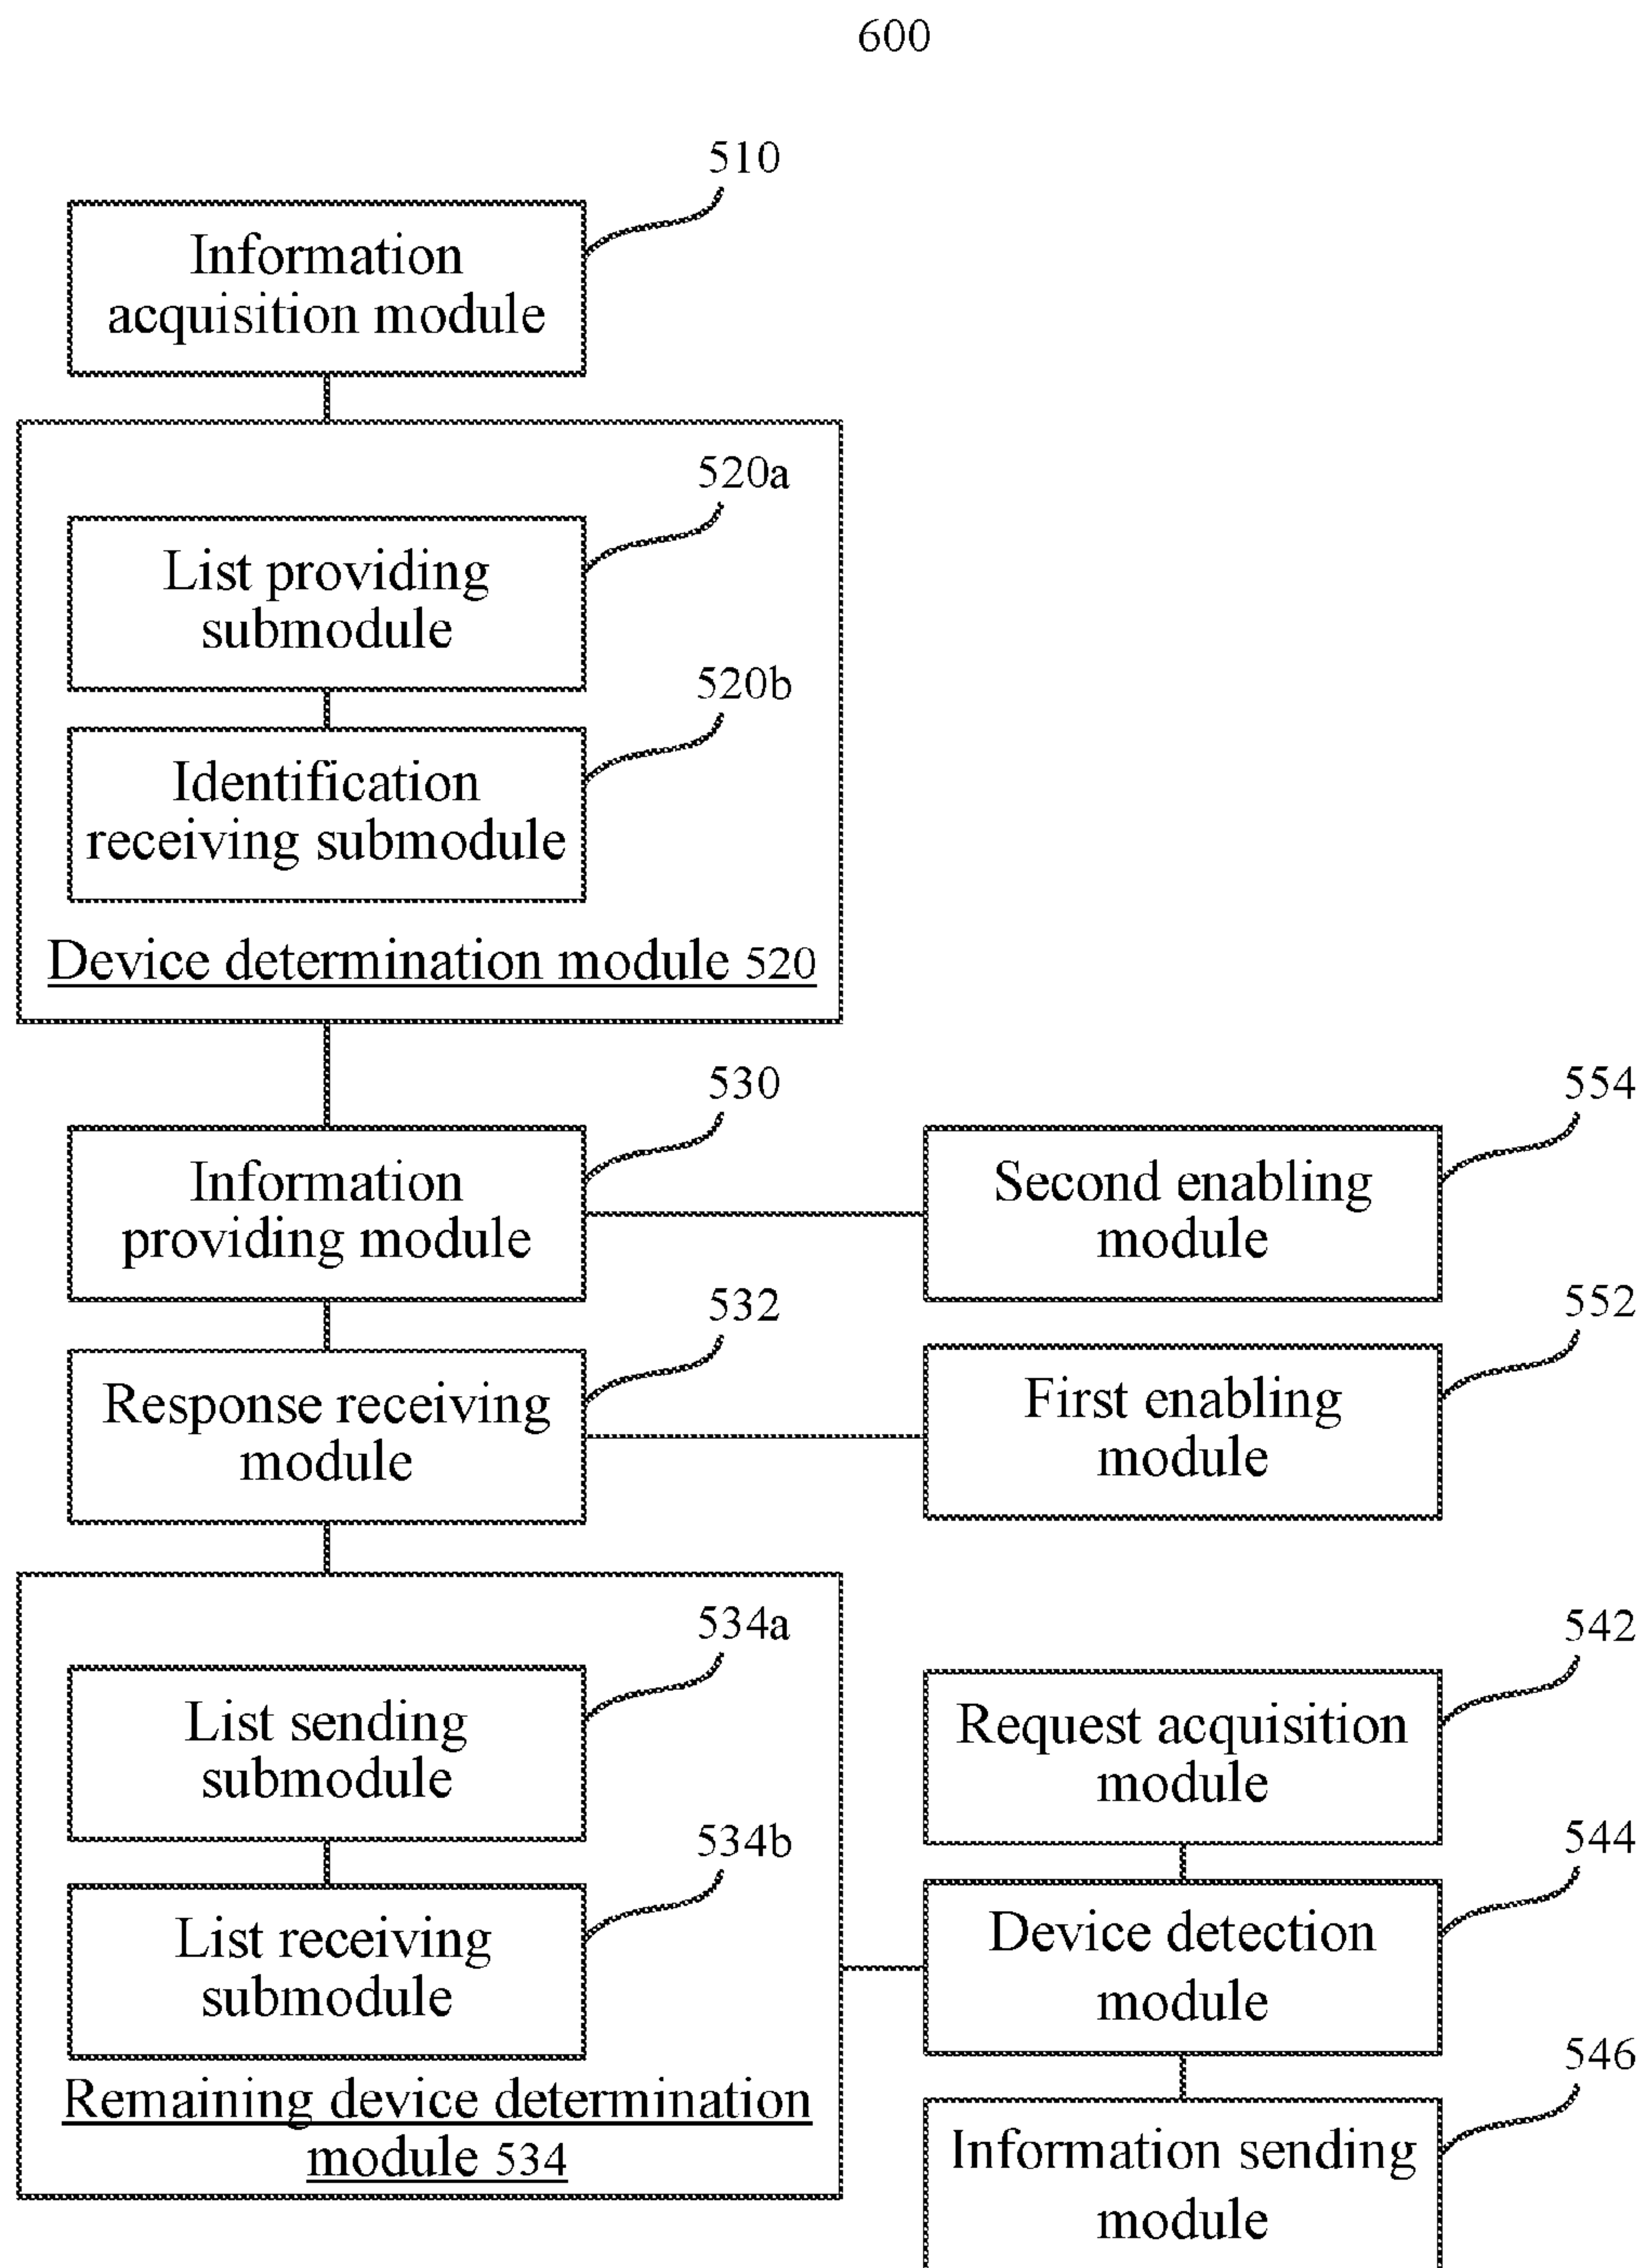 600
510
Information
acquisition module
520a
List providing
submodule
520b
Identification
receiving submodule
Device determination module 520
530
Information
providing module
554
Second enabling
module
532
Response receiving
module
552
First enabling
module
534a
List sending
submodule
534b
List receiving
submodule
Remaining device determination
module 534
542
Request acquisition
module
544
Device detection
module
546
Information sending
module